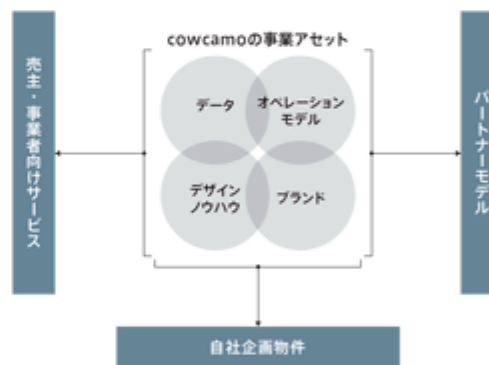 cowcamoの事業アセット
売主・事業者向けサービス
データ
オペレーション
モデル
デザイン
ノウハウ
ブランド
パートナーモデル
自社企画物件